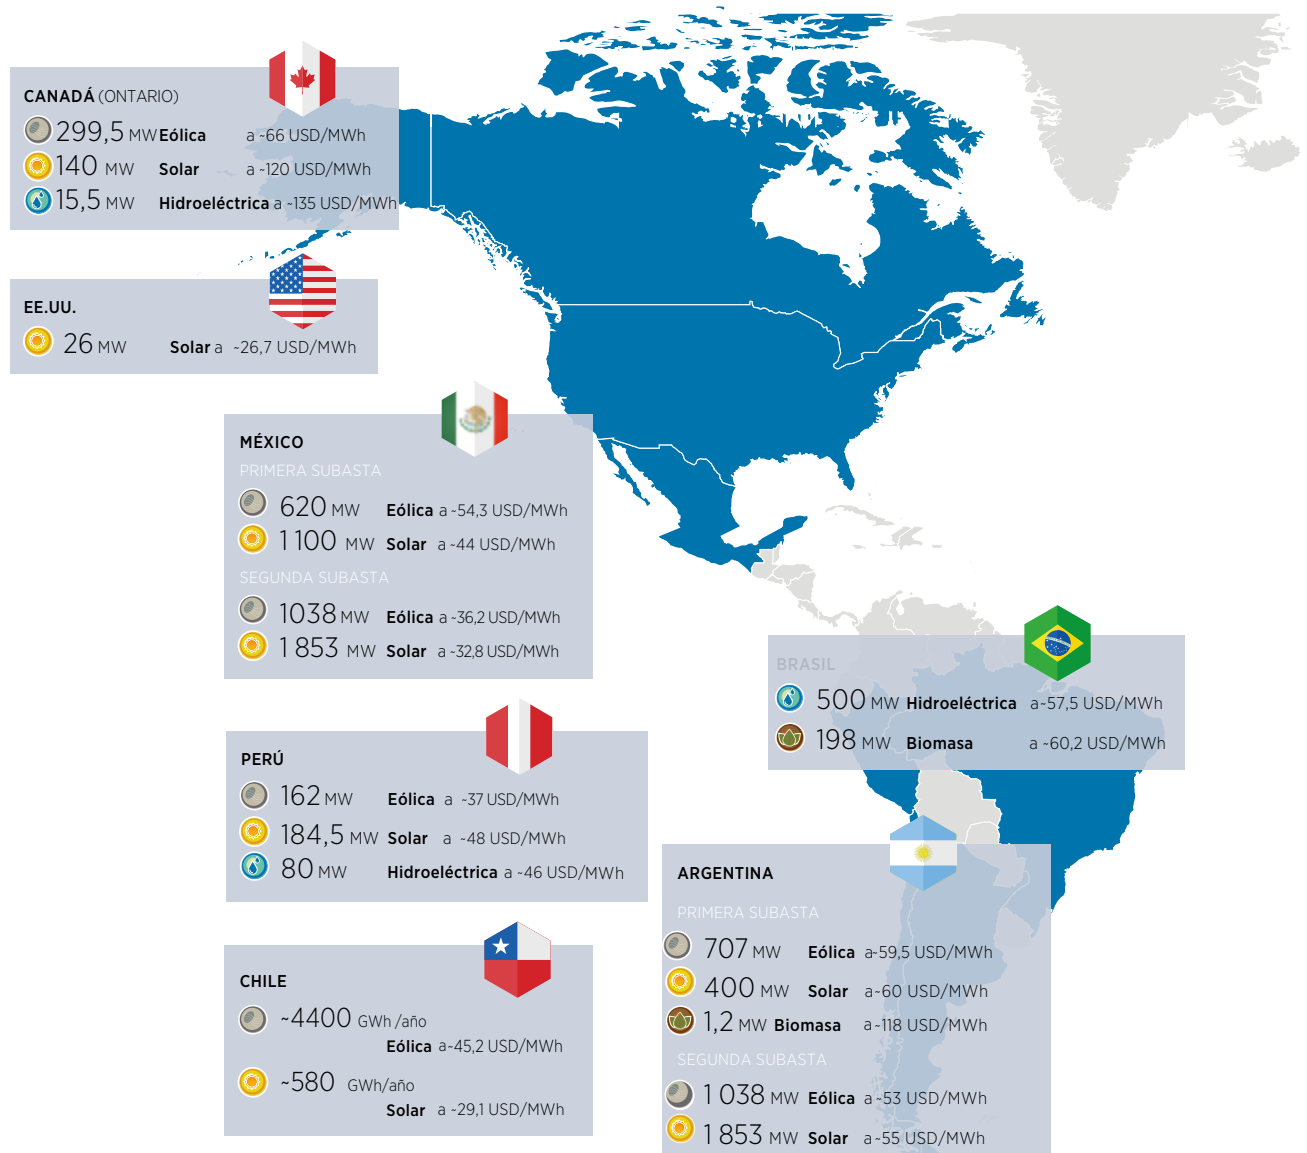 CANADÁ (ONTARIO)
299,5 MW Eólica a ~66 USD/MWh
140 MW Solar a ~120 USD/MWh
15,5 MW Hidroeléctrica a ~135 USD/MWh
EE.UU.
26 MW Solar a ~26,7 USD/MWh
MÉXICO
PRIMERA SUBASTA
620 MW Eólica a ~54,3 USD/MWh
1 100 MW Solar a ~44 USD/MWh
SEGUNDA SUBASTA
1038 MW Eólica a ~36,2 USD/MWh
1 853 MW Solar a ~32,8 USD/MWh
BRASIL
500 MW Hidroeléctrica a~57,5 USD/MWh
198 MW Biomasa a ~60,2 USD/MWh
PERÚ
162 MW Eólica a ~37 USD/MWh
184,5 MW Solar a ~48 USD/MWh
80 MW Hidroeléctrica a ~46 USD/MWh
ARGENTINA
PRIMERA SUBASTA
707 MW Eólica a~59,5 USD/MWh
400 MW Solar a~60 USD/MWh
1,2 MW Biomasa a~118 USD/MWh
SEGUNDA SUBASTA
1 038 MW Eólica a ~53 USD/MWh
1 853 MW Solar a ~55 USD/MWh
CHILE
~4400 GWh /año
Eólica a~45,2 USD/MWh
~580 GWh/año
Solar a ~29,1 USD/MWh